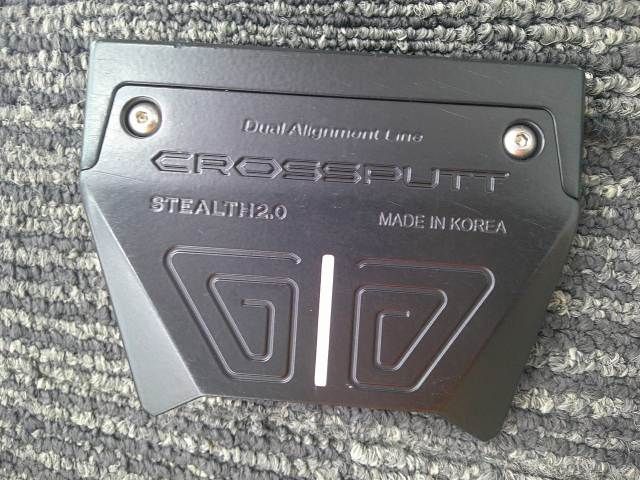 Dual Alignment Line
CROSSPUTT
STEALTH2.0
MADE IN KOREA